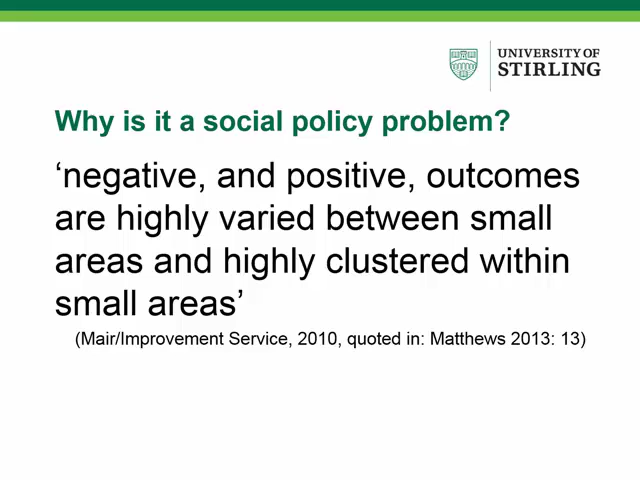 UNIVERSITY OF
STIRLING
Why is it a social policy problem?
‘negative, and positive, outcomes
are highly varied between small
areas and highly clustered within
small areas’
(Mair/Improvement Service, 2010, quoted in: Matthews 2013: 13)